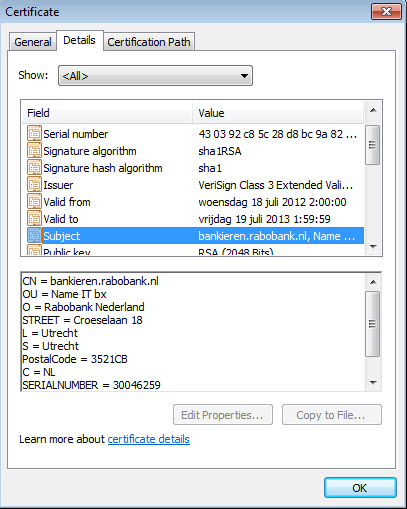 Certificate
General Details Certification Path
Show: <All>
Field Value
Serial number 43 03 92 c8 5c 28 d8 bc 9a 82 ...
Signature algorithm sha1RSA
Signature hash algorithm sha1
Issuer VeriSign Class 3 Extended Vali...
Valid from woensdag 18 juli 2012 2:00:00
Valid to vrijdag 19 juli 2013 1:59:59
Subject bankieren.rabobank.nl, Name ...
Public key RSA (2048 Bits)
CN = bankieren.rabobank.nl
OU = Name IT bx
O = Rabobank Nederland
STREET = Croeselaan 18
L = Utrecht
S = Utrecht
PostalCode = 3521CB
C = NL
SERIALNUMBER = 30046259
Edit Properties... Copy to File...
Learn more about certificate details
OK